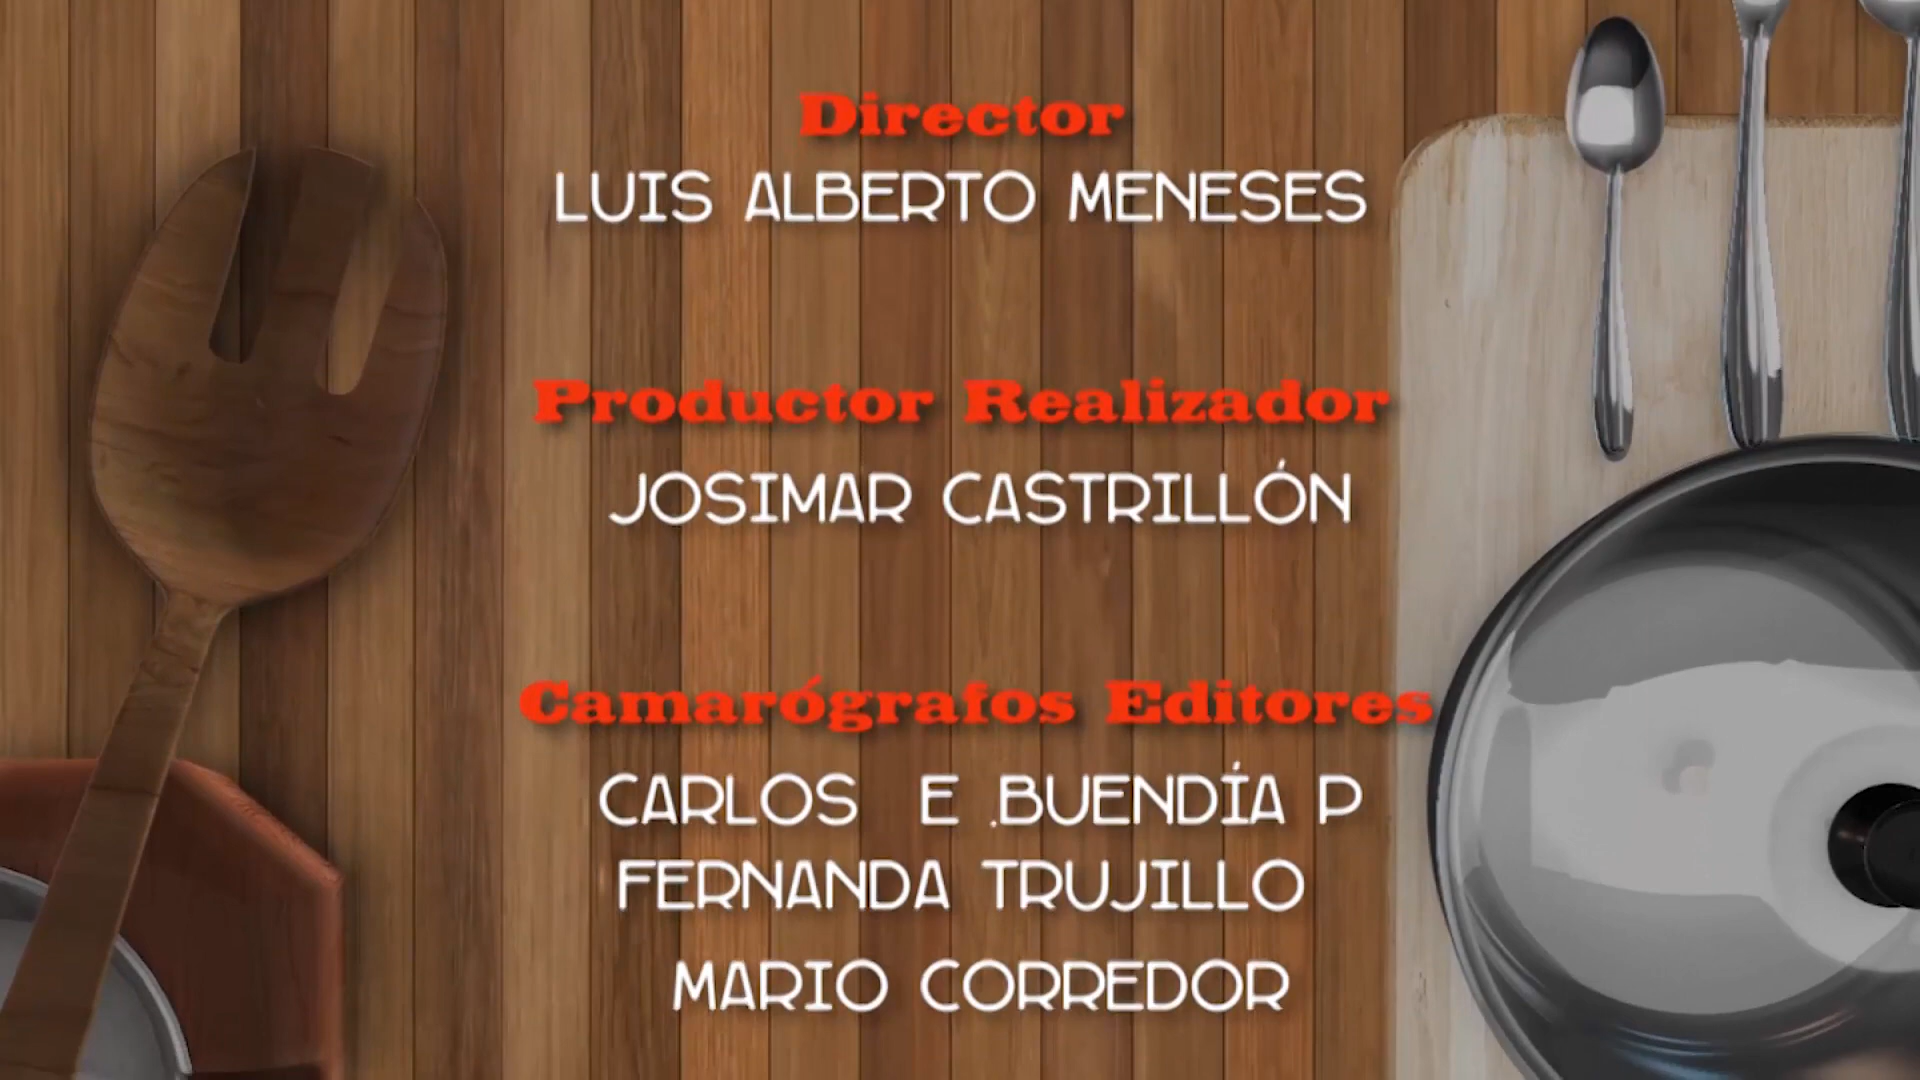 Director
LUIS ALBERTO MENESES
Productor Realizador
JOSIMAR CASTRILLÓN
Camarógrafos Editores
CARLOS E .BUENDÍA P
FERNANDA TRUJILLO
MARIO CORREDOR